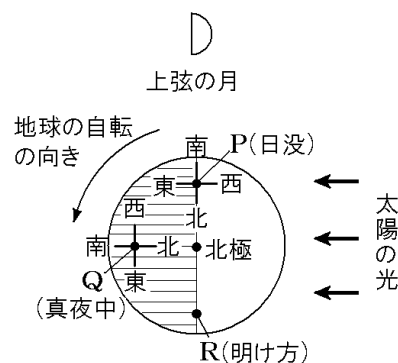 上弦の月
地球の自転
の向き
南
P(日没)
東
西
北
西
南
北
北極
東
Q
(真夜中)
R(明け方)
太陽の光